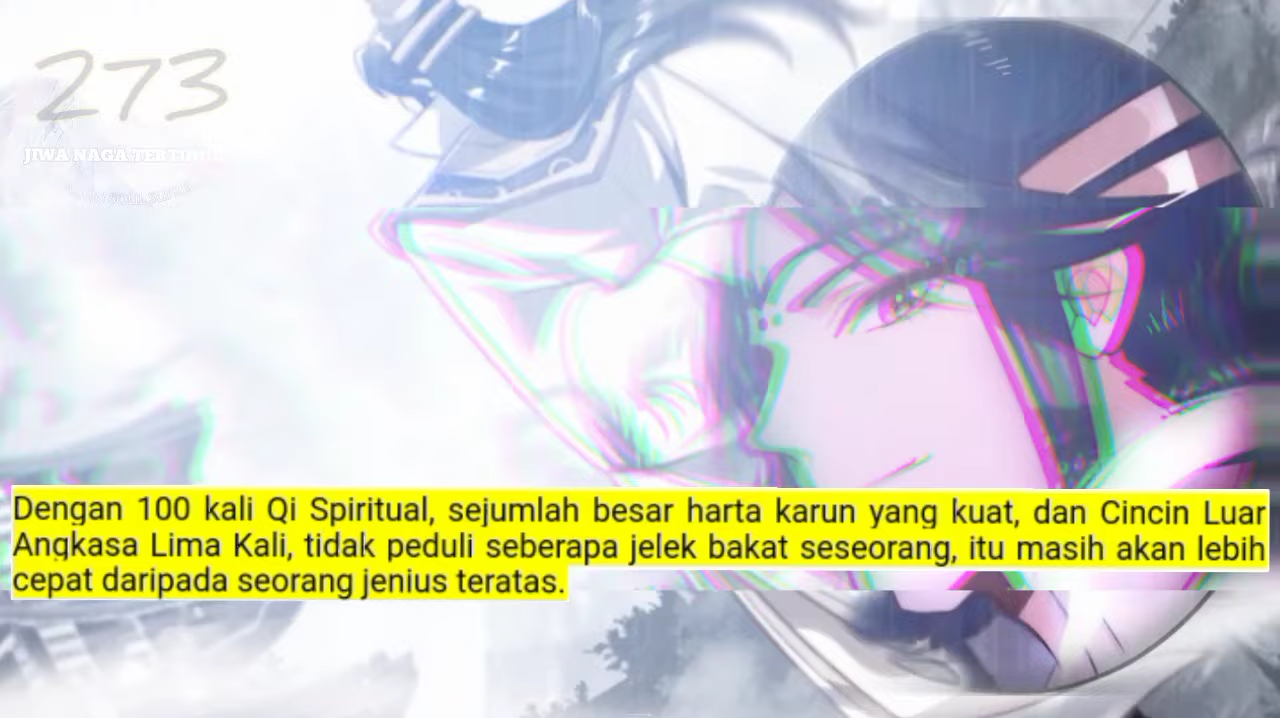 273
JIWA NAGA TERTINGGI
Dengan 100 kali Qi Spiritual, sejumlah besar harta karun yang kuat, dan Cincin Luar
Angkasa Lima Kali, tidak peduli seberapa jelek bakat seseorang, itu masih akan lebih
cepat daripada seorang jenius teratas.